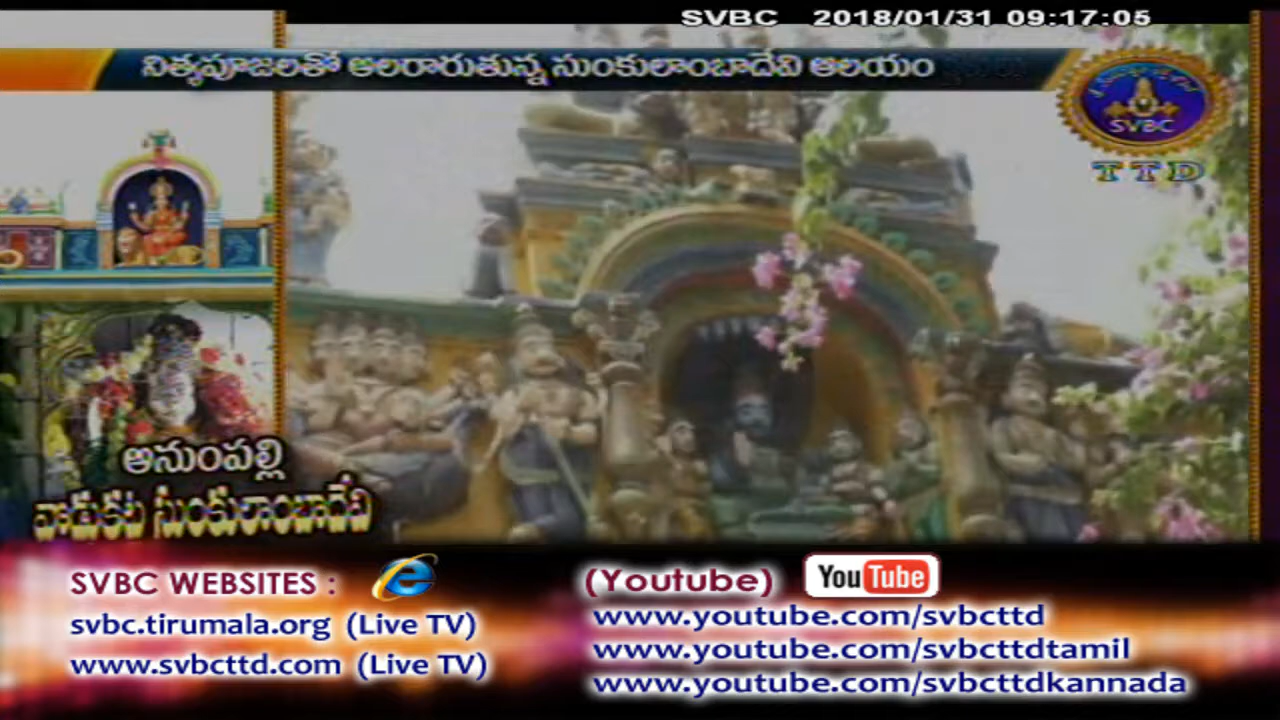 SVBC 2018/01/31 09:17:05
నిత్యపూజలతో అలరారుతున్న సుంకులాంబాదేవి ఆలయం
SVBC
TTD
అనుంపల్లి
వాడుకట సుంకులాంబాదేవి
SVBC WEBSITES :
svbc.tirumala.org (Live TV)
www.svbcttd.com (Live TV)
(Youtube) YouTube
www.youtube.com/svbcttd
www.youtube.com/svbcttdtamil
www.youtube.com/svbcttdkannada